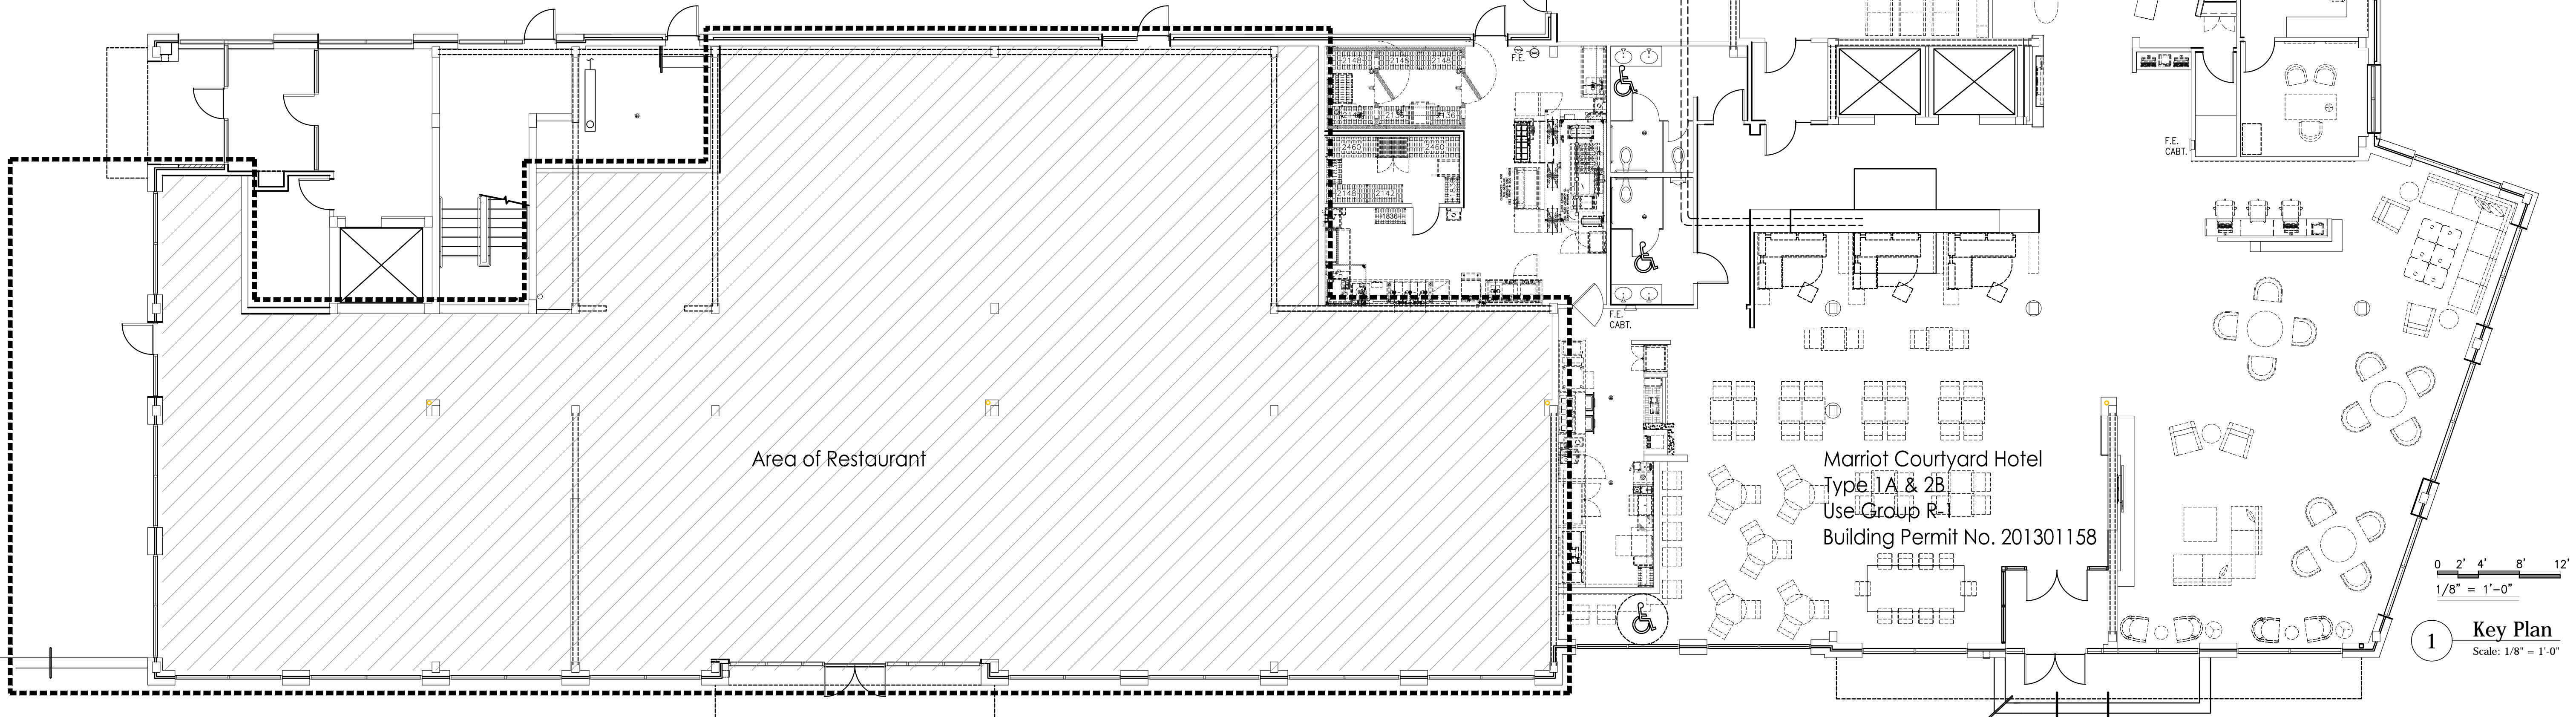 F.E.
2148
2148
2148
2136
2460
2460
2148
2142
1836
1836
F.E.
CABT.
F.E.
CABT.
Area of Restaurant
Marriot Courtyard Hotel
Type 1A & 2B
Use Group R-1
Building Permit No. 201301158
0 2' 4' 8' 12'
1/8" = 1'-0"
1 Key Plan
Scale: 1/8" = 1'-0"